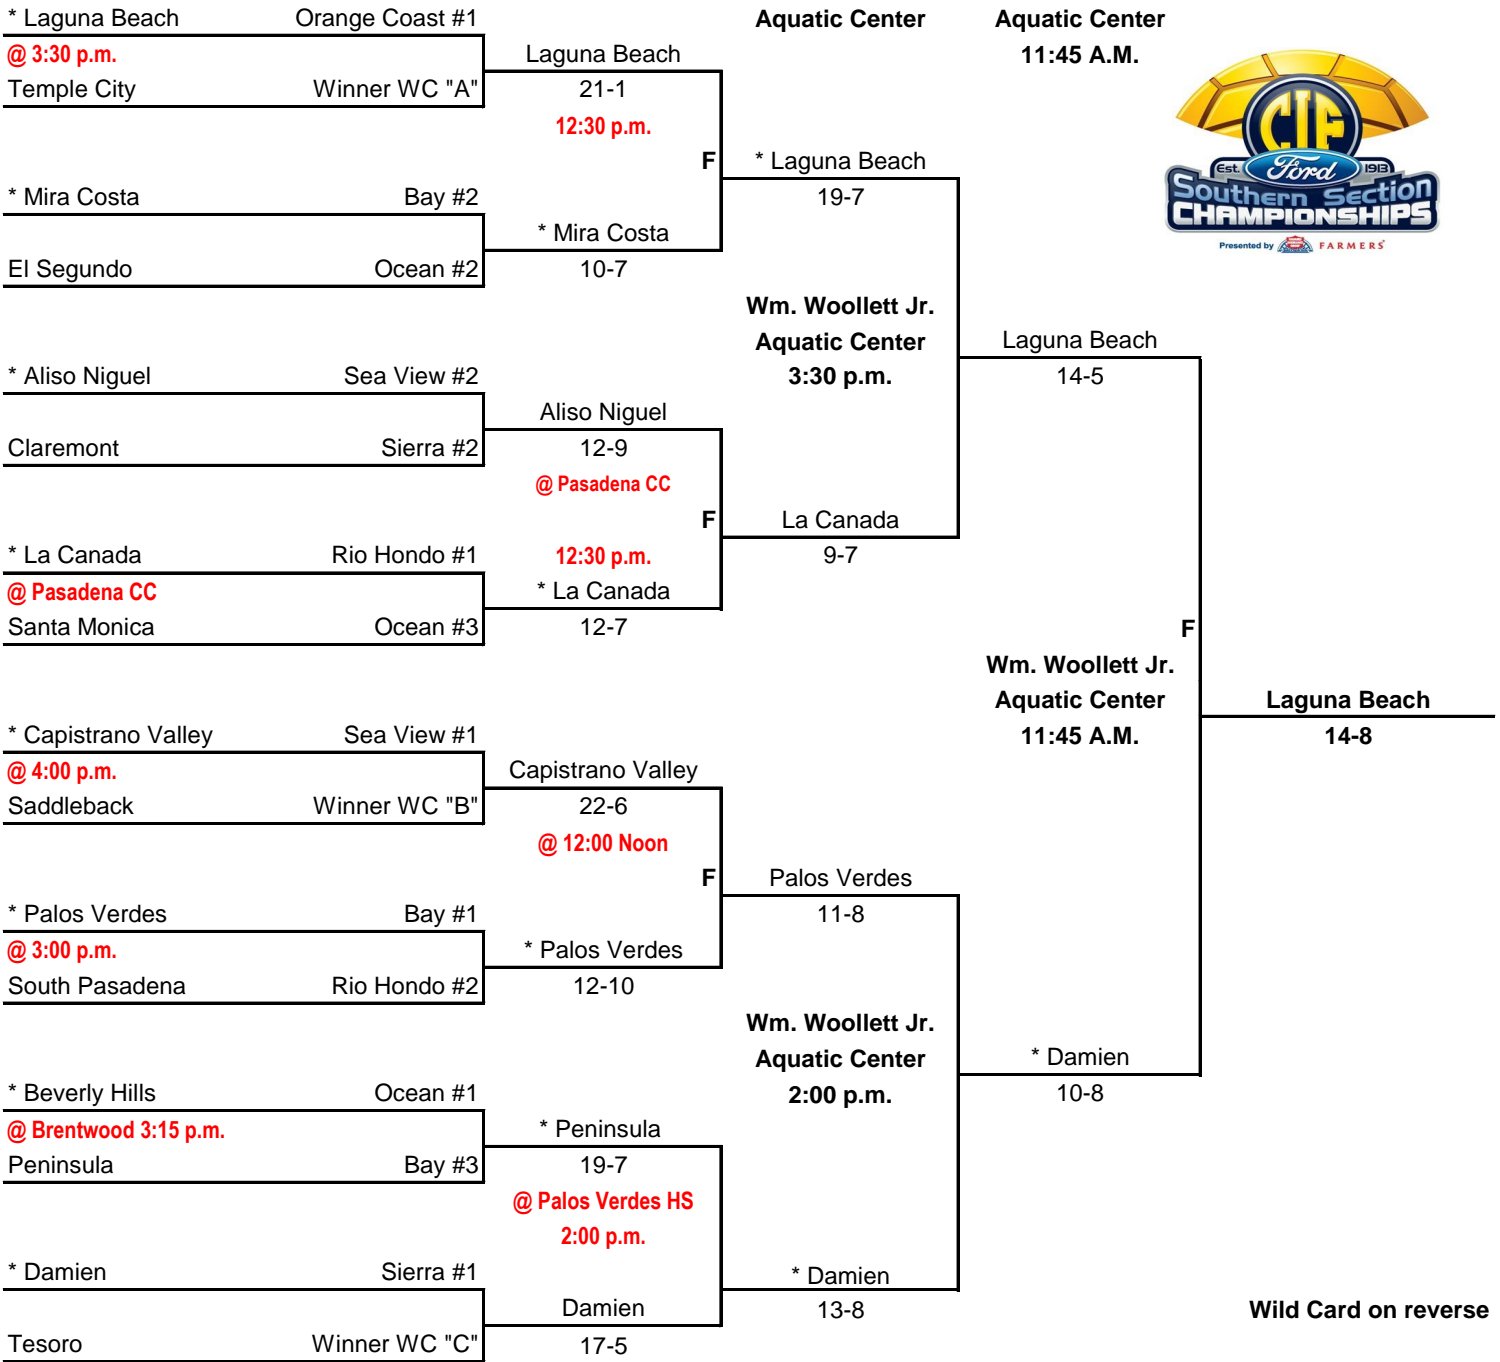 * Laguna Beach Orange Coast #1 Aquatic Center Aquatic Center
@ 3:30 p.m. Laguna Beach 11:45 A.M.
Temple City Winner WC "A" 21-1
12:30 p.m.
F * Laguna Beach
* Mira Costa Bay #2 19-7
* Mira Costa
El Segundo Ocean #2 10-7
CIF
Est. Ford 1913
Southern Section
CHAMPIONSHIPS
Presented by FARMERS
Wm. Woollett Jr.
Aquatic Center Laguna Beach
* Aliso Niguel Sea View #2 3:30 p.m. 14-5
Aliso Niguel
Claremont Sierra #2 12-9
@ Pasadena CC
F La Canada
* La Canada Rio Hondo #1 12:30 p.m. 9-7
@ Pasadena CC * La Canada
Santa Monica Ocean #3 12-7 F
Wm. Woollett Jr.
Aquatic Center Laguna Beach
* Capistrano Valley Sea View #1 11:45 A.M. 14-8
@ 4:00 p.m. Capistrano Valley
Saddleback Winner WC "B" 22-6
@ 12:00 Noon
F Palos Verdes
* Palos Verdes Bay #1 11-8
@ 3:00 p.m. * Palos Verdes
South Pasadena Rio Hondo #2 12-10
Wm. Woollett Jr.
Aquatic Center * Damien
* Beverly Hills Ocean #1 2:00 p.m. 10-8
@ Brentwood 3:15 p.m. * Peninsula
Peninsula Bay #3 19-7
@ Palos Verdes HS
2:00 p.m.
* Damien Sierra #1 * Damien
Damien 13-8 Wild Card on reverse
Tesoro Winner WC "C" 17-5